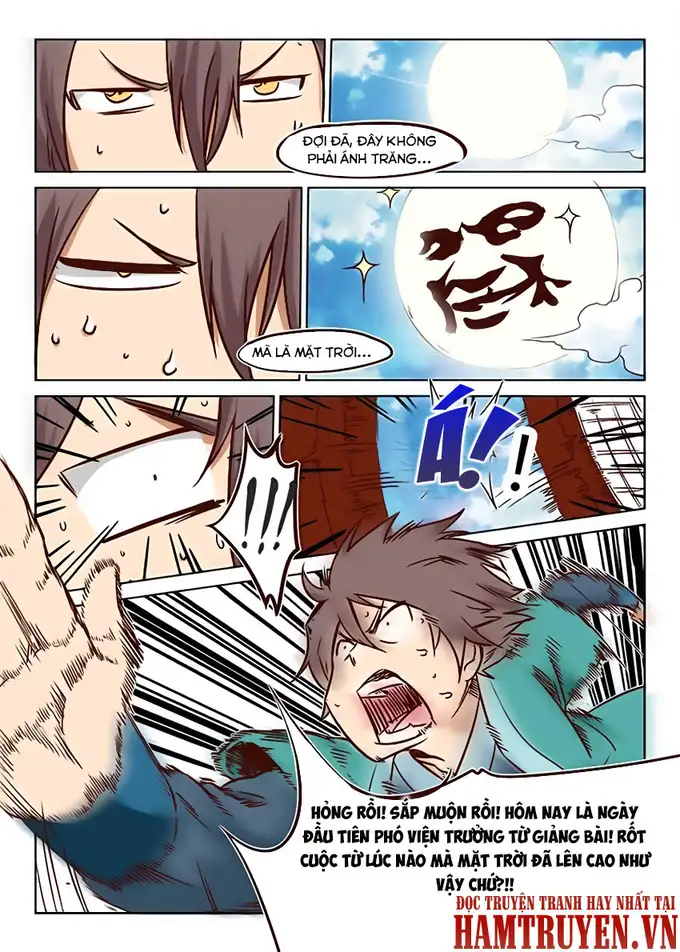 ĐỢI ĐÃ, ĐÂY KHÔNG
PHẢI ÁNH TRĂNG...
MÀ LÀ MẶT TRỜI...
Á!!
!!!
HỎNG RỒI! SẮP MUỘN RỒI! HÔM NAY LÀ NGÀY
ĐẦU TIÊN PHÓ VIỆN TRƯỞNG TỪ GIẢNG BÀI! RỐT
CUỘC TỪ LÚC NÀO MÀ MẶT TRỜI ĐÃ LÊN CAO NHƯ
VẬY CHỨ?!!
ĐỌC TRUYỆN TRANH HAY NHẤT TẠI
HAMTRUYEN.VN